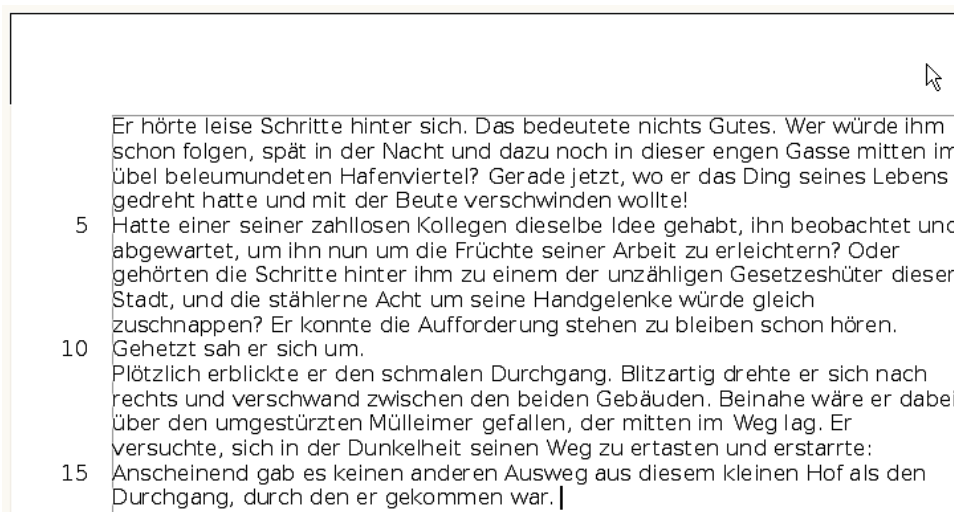 Er hörte leise Schritte hinter sich. Das bedeutete nichts Gutes. Wer würde ihm
schon folgen, spät in der Nacht und dazu noch in dieser engen Gasse mitten im
übel beleumundeten Hafenviertel? Gerade jetzt, wo er das Ding seines Lebens
gedreht hatte und mit der Beute verschwinden wollte!
5 Hatte einer seiner zahllosen Kollegen dieselbe Idee gehabt, ihn beobachtet und
abgewartet, um ihn nun um die Früchte seiner Arbeit zu erleichtern? Oder
gehörten die Schritte hinter ihm zu einem der unzähligen Gesetzeshüter dieser
Stadt, und die stählerne Acht um seine Handgelenke würde gleich
zuschnappen? Er konnte die Aufforderung stehen zu bleiben schon hören.
10 Gehetzt sah er sich um.
Plötzlich erblickte er den schmalen Durchgang. Blitzartig drehte er sich nach
rechts und verschwand zwischen den beiden Gebäuden. Beinahe wäre er dabei
über den umgestürzten Mülleimer gefallen, der mitten im Weg lag. Er
versuchte, sich in der Dunkelheit seinen Weg zu ertasten und erstarrte:
15 Anscheinend gab es keinen anderen Ausweg aus diesem kleinen Hof als den
Durchgang, durch den er gekommen war.